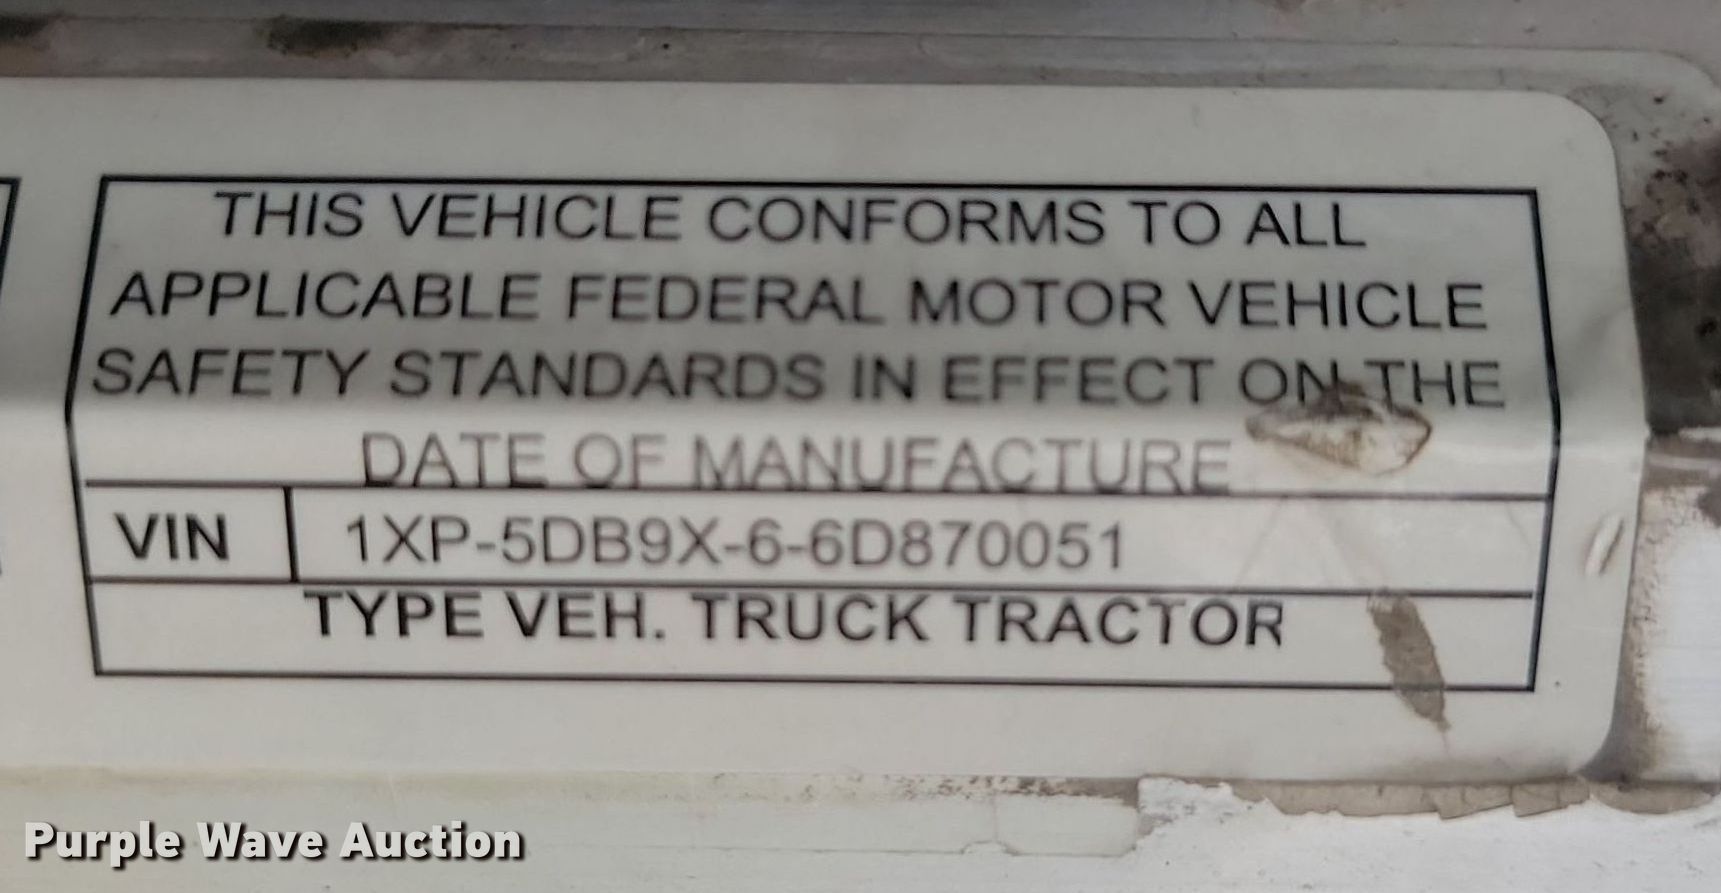 THIS VEHICLE CONFORMS TO ALL
APPLICABLE FEDERAL MOTOR VEHICLE
SAFETY STANDARDS IN EFFECT ON THE
DATE OF MANUFACTURE
VIN 1XP-5DB9X-6-6D870051
TYPE VEH. TRUCK TRACTOR
Purple Wave Auction